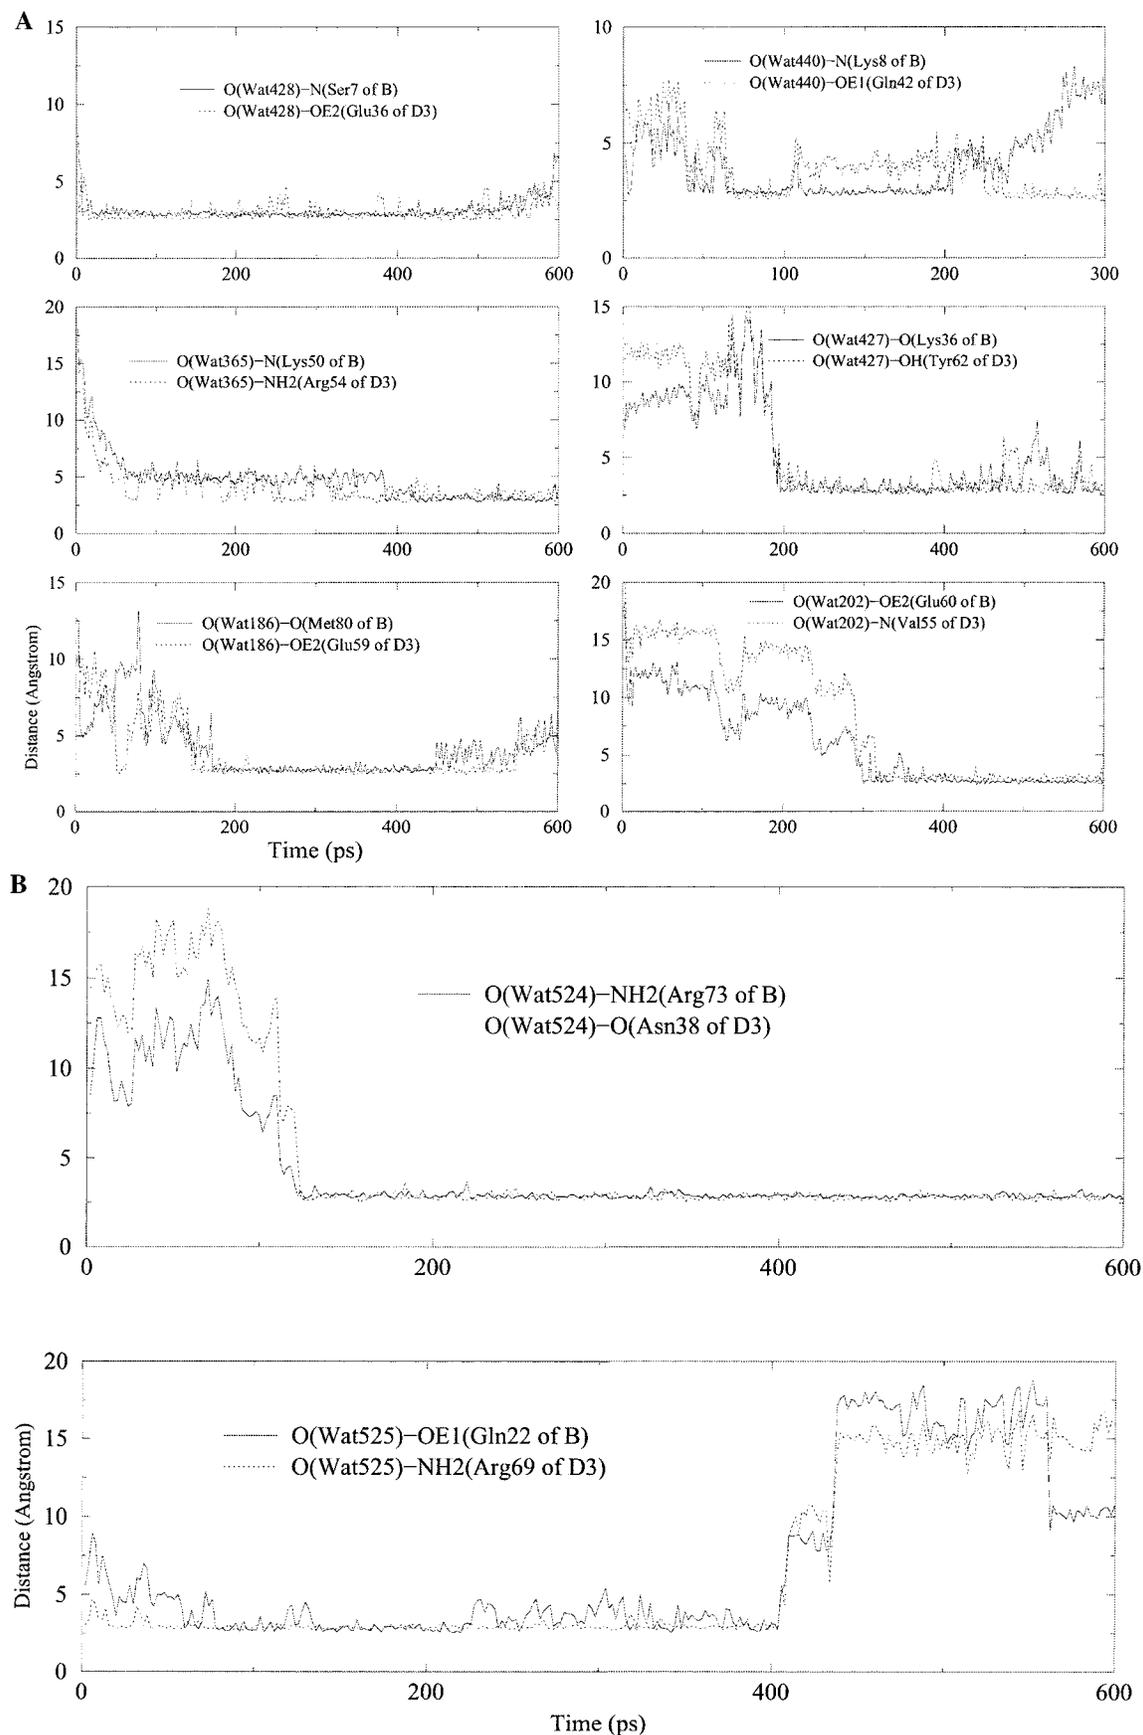 A
15
10
5
0
0 200 400 600
O(Wat428)−N(Ser7 of B)
O(Wat428)−OE2(Glu36 of D3)
10
5
0
0 100 200 300
O(Wat440)−N(Lys8 of B)
O(Wat440)−OE1(Gln42 of D3)
20
15
10
5
0
0 200 400 600
O(Wat365)−N(Lys50 of B)
O(Wat365)−NH2(Arg54 of D3)
15
10
5
0
0 200 400 600
O(Wat427)−O(Lys36 of B)
O(Wat427)−OH(Tyr62 of D3)
Distance (Angstrom)
15
10
5
0
0 200 400 600
O(Wat186)−O(Met80 of B)
O(Wat186)−OE2(Glu59 of D3)
Time (ps)
20
15
10
5
0
0 200 400 600
O(Wat202)−OE2(Glu60 of B)
O(Wat202)−N(Val55 of D3)
B
20
15
10
5
0
0 200 400 600
O(Wat524)−NH2(Arg73 of B)
O(Wat524)−O(Asn38 of D3)
Distance (Angstrom)
20
15
10
5
0
0 200 400 600
O(Wat525)−OE1(Gln22 of B)
O(Wat525)−NH2(Arg69 of D3)
Time (ps)